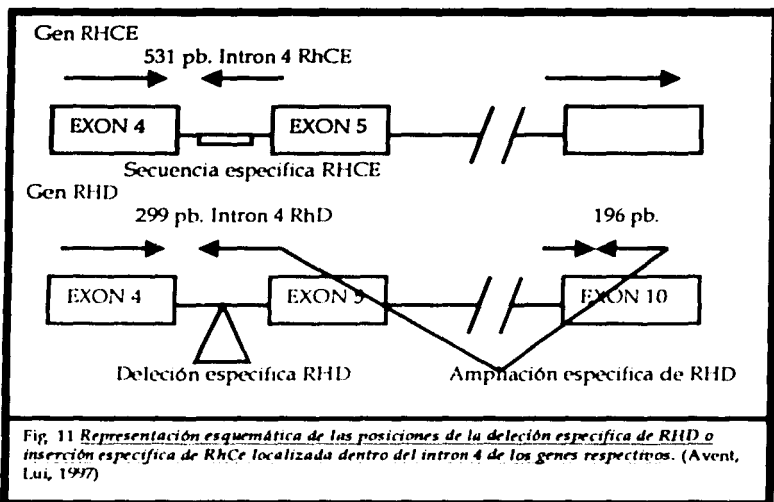 Gen RHCE
531 pb. Intron 4 RhCE
EXON 4
EXON 5
Secuencia especifica RHCE
Gen RHD
299 pb. Intron 4 RhD
196 pb.
EXON 4
EXON 5
EXON 10
Deleción especifica RHD
Ampliación especifica de RHD
Fig. 11 Representación esquemática de las posiciones de la deleción especifica de RHD o
inserción especifica de RhCe localizada dentro del intron 4 de los genes respectivos. (Avent,
Lui, 1997)